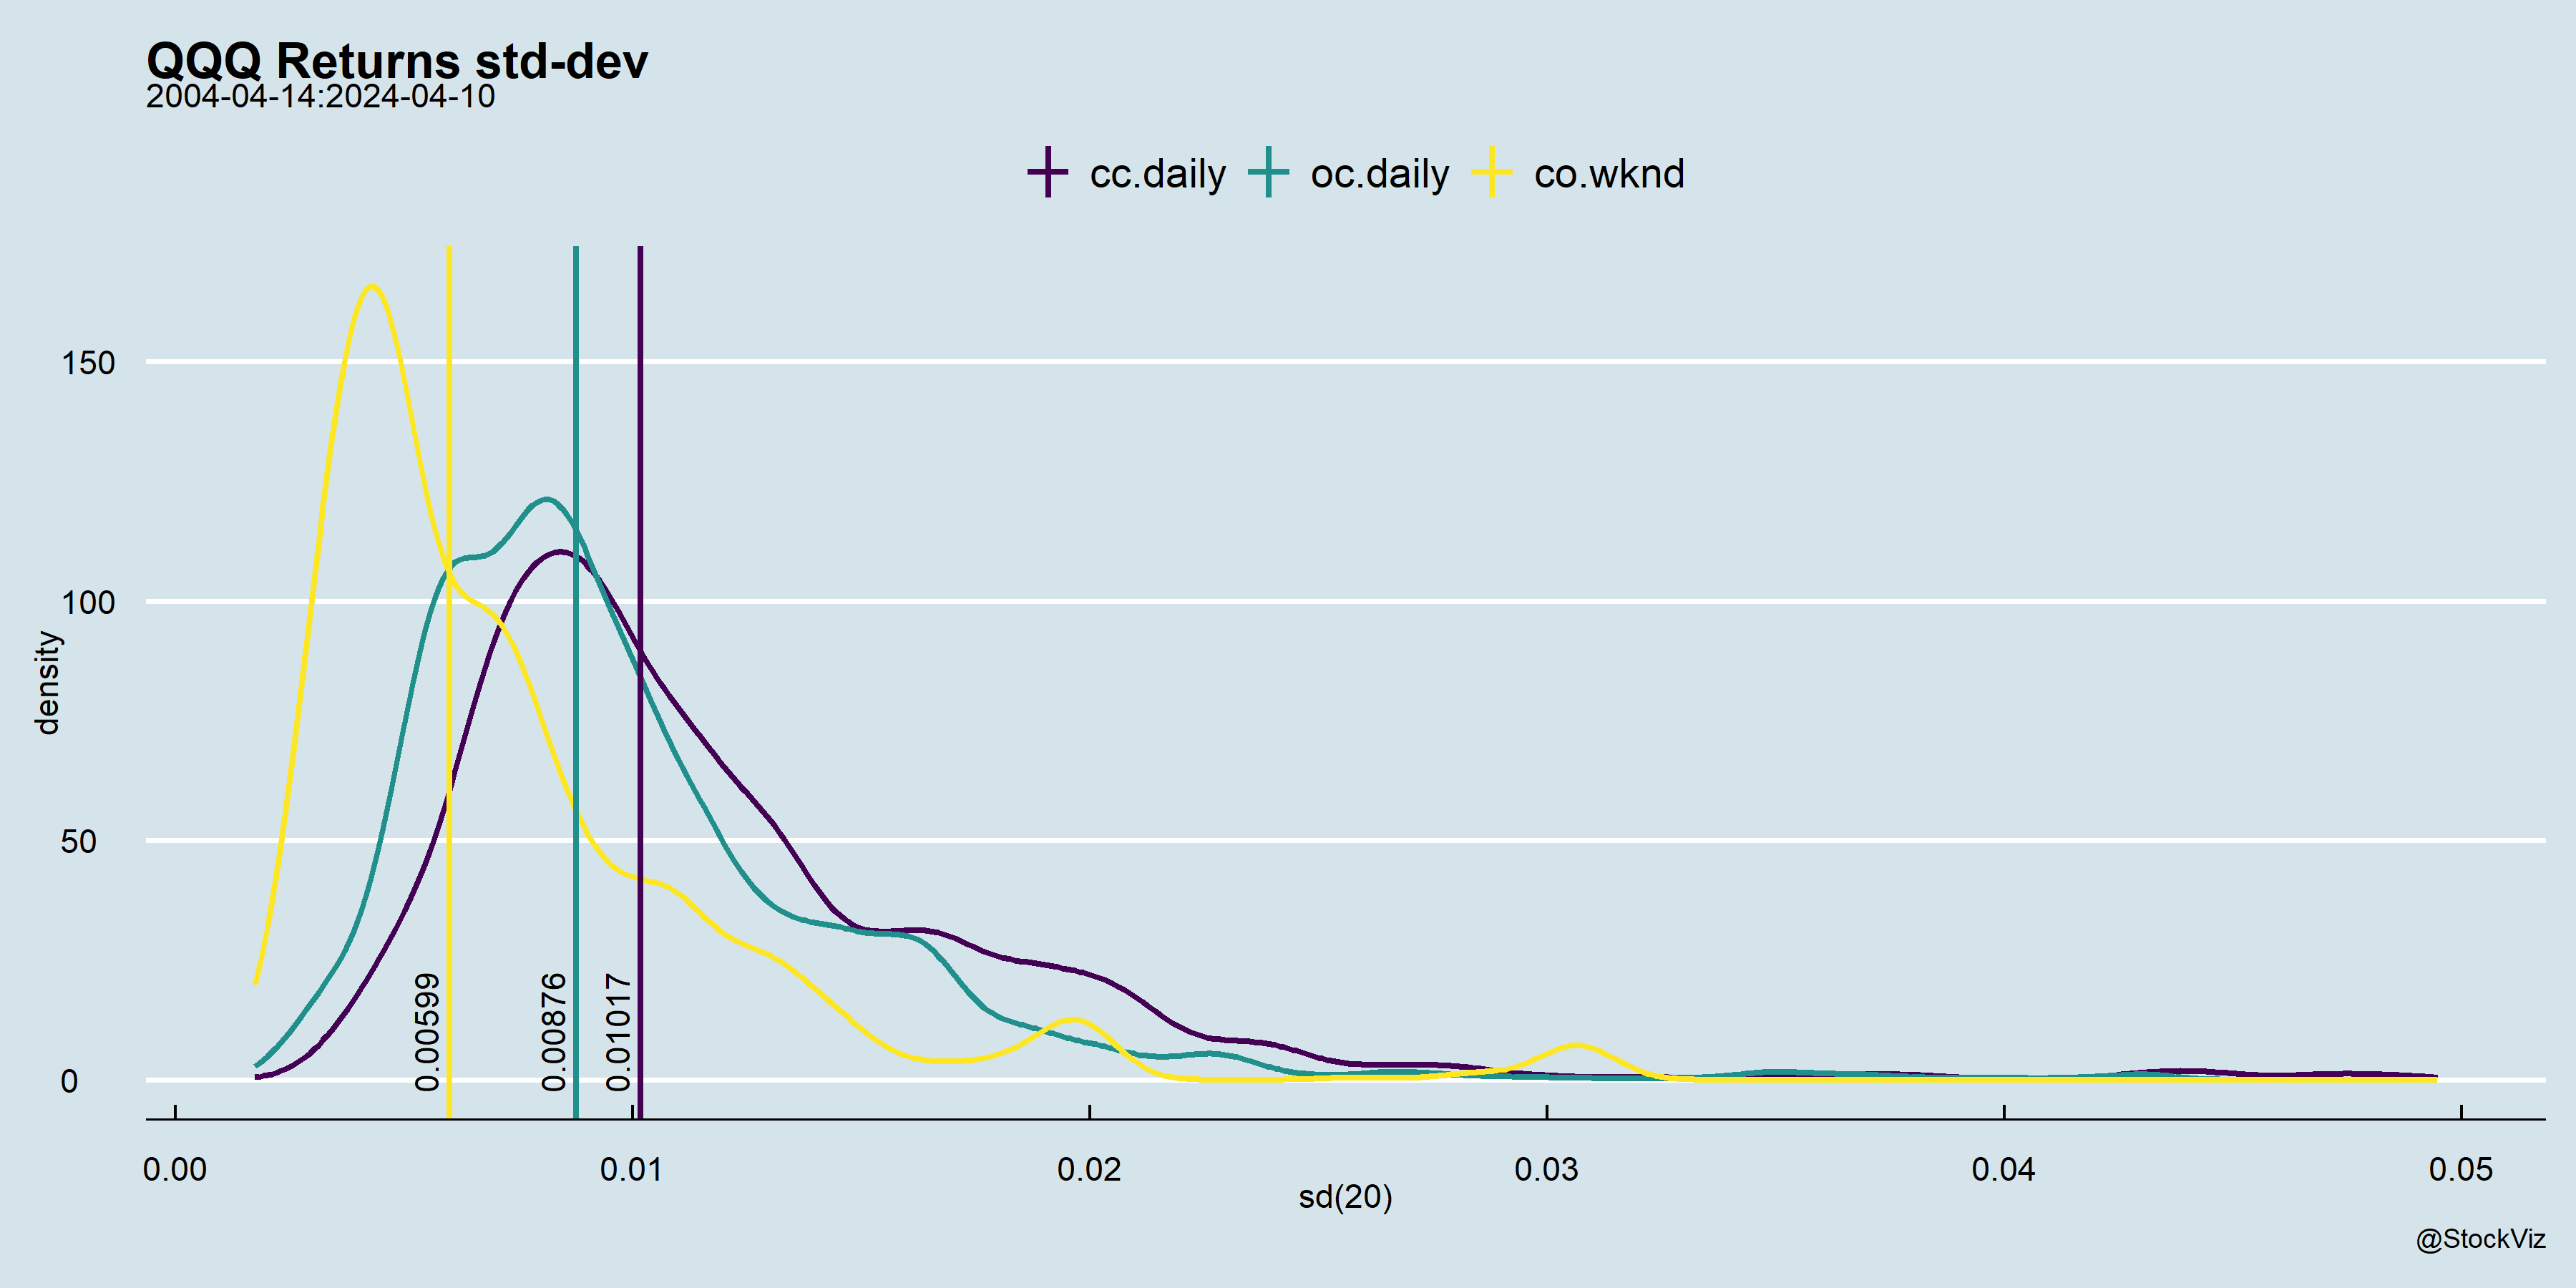 QQQ Returns std-dev
2004-04-14:2024-04-10
cc.daily oc.daily co.wknd
150
100
50
0
density
0.00599
0.00876
0.01017
0.00 0.01 0.02 0.03 0.04 0.05
sd(20)
@StockViz